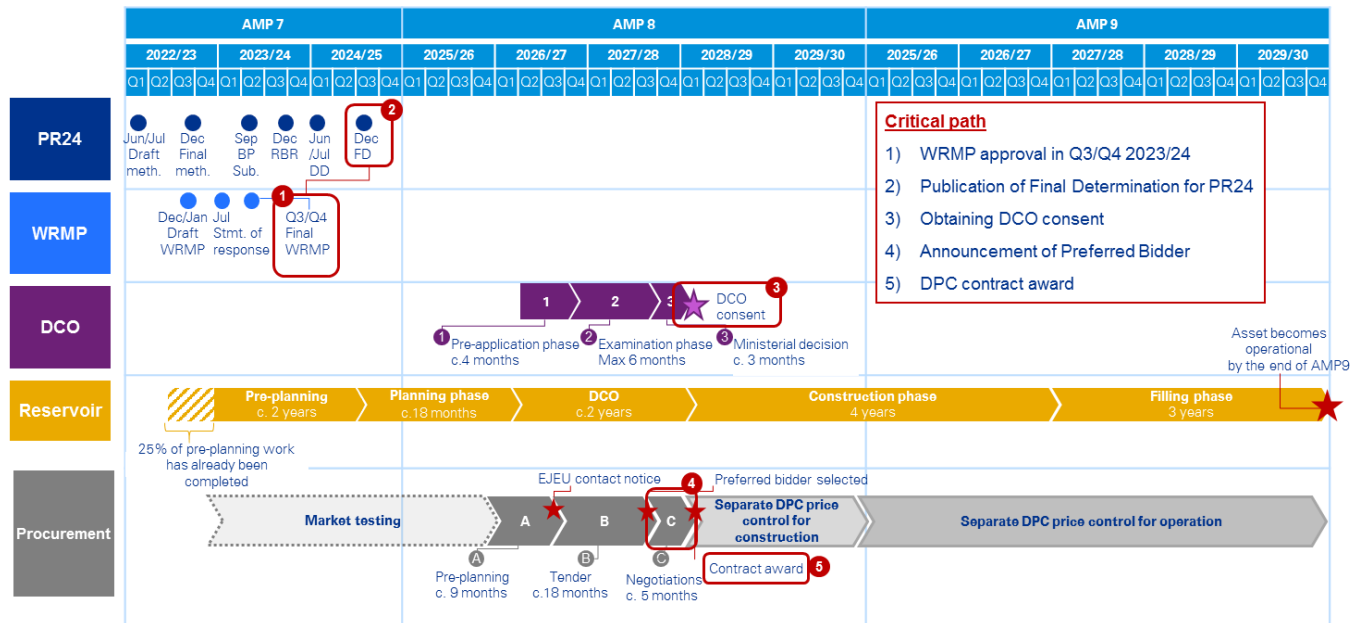 AMP 7 AMP 8 AMP 9
2022/23 2023/24 2024/25 2025/26 2026/27 2027/28 2028/29 2029/30 2025/26 2026/27 2027/28 2028/29 2029/30
Q1 Q2 Q3 Q4 Q1 Q2 Q3 Q4 Q1 Q2 Q3 Q4 Q1 Q2 Q3 Q4 Q1 Q2 Q3 Q4 Q1 Q2 Q3 Q4 Q1 Q2 Q3 Q4 Q1 Q2 Q3 Q4 Q1 Q2 Q3 Q4 Q1 Q2 Q3 Q4 Q1 Q2 Q3 Q4 Q1 Q2 Q3 Q4 Q1 Q2 Q3 Q4
PR24
Jun/Jul
Draft
meth.
Dec
Final
meth.
Sep
BP
Sub.
Dec
RBR
Jun
/Jul
DD
Dec
FD
2
Critical path
1) WRMP approval in Q3/Q4 2023/24
2) Publication of Final Determination for PR24
3) Obtaining DCO consent
4) Announcement of Preferred Bidder
5) DPC contract award
WRMP
Dec/Jan
Draft
WRMP
Jul
Stmt. of
response
1
Q3/Q4
Final
WRMP
DCO
1 2 3
DCO
consent
3
1 Pre-application phase
c.4 months
2 Examination phase
Max 6 months
3 Ministerial decision
c. 3 months
Asset becomes
operational
by the end of AMP9
Reservoir
Pre-planning
c. 2 years
Planning phase
c.18 months
DCO
c.2 years
Construction phase
4 years
Filling phase
3 years
25% of pre-planning work
has already been
completed
Procurement
EJEU contact notice
4
Preferred bidder selected
Market testing
A B C
Separate DPC price
control for
construction
Separate DPC price control for operation
A
Pre-planning
c. 9 months
B
Tender
c.18 months
C
Negotiations
c. 5 months
Contract award
5